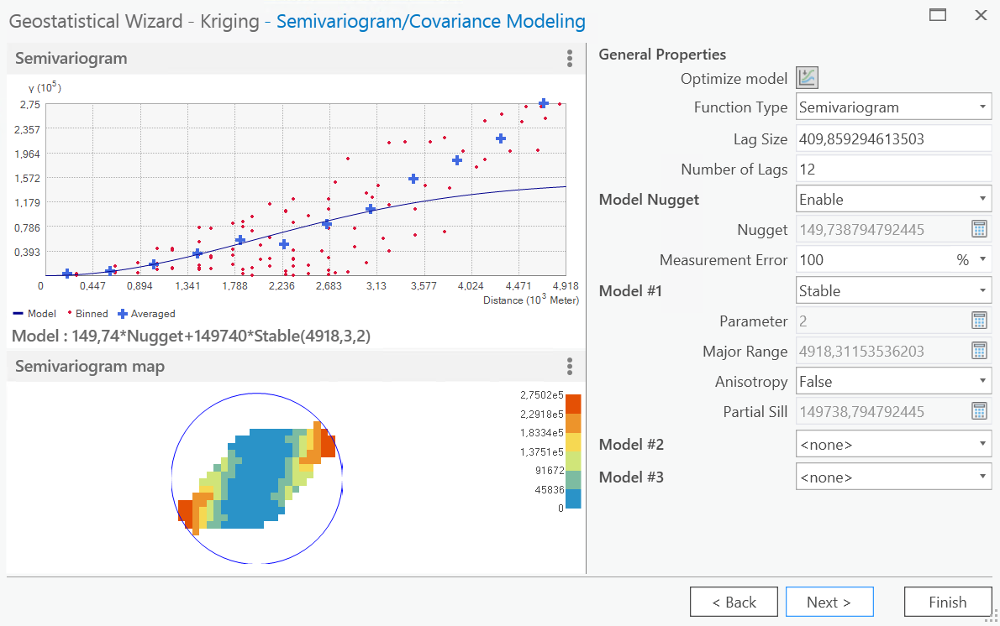 Geostatistical Wizard - Kriging - Semivariogram/Covariance Modeling
Semivariogram
γ (10⁵)
2,75
2,357
1,964
1,572
1,179
0,786
0,393
0 0,447 0,894 1,341 1,788 2,236 2,683 3,13 3,577 4,024 4,471 4,918
Distance (10³ Meter)
Model Binned Averaged
Model : 149,74*Nugget+149740*Stable(4918,3,2)
Semivariogram map
2,7502e5
2,2918e5
1,8334e5
1,3751e5
91672
45836
0
General Properties
Optimize model
Function Type Semivariogram
Lag Size 409,859294613503
Number of Lags 12
Model Nugget Enable
Nugget 149,738794792445
Measurement Error 100 %
Model #1 Stable
Parameter 2
Major Range 4918,31153536203
Anisotropy False
Partial Sill 149738,794792445
Model #2 <none>
Model #3 <none>
< Back Next > Finish